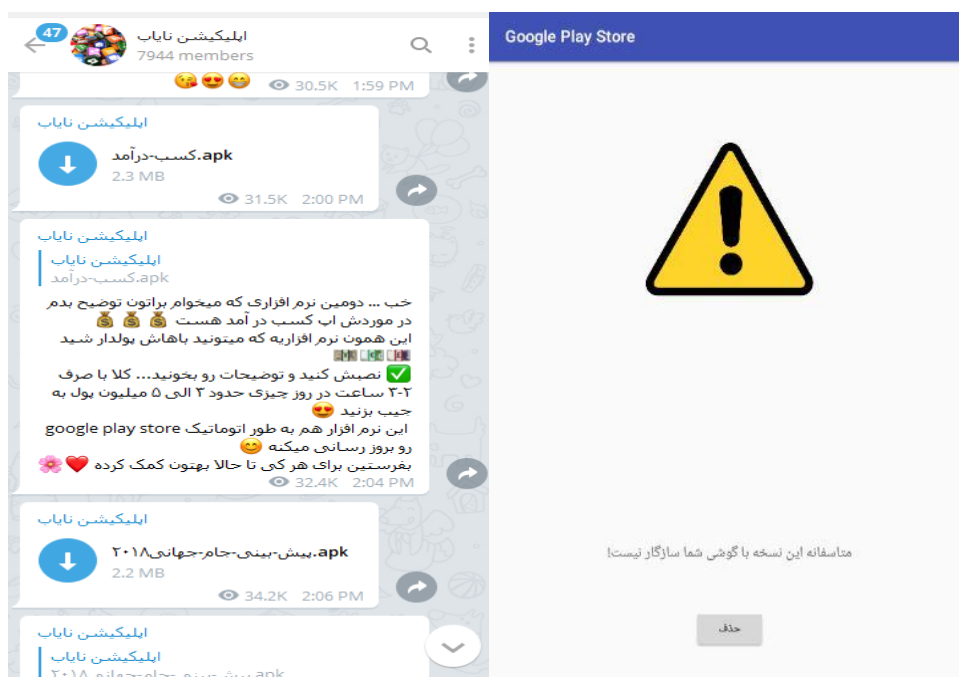 47
اپلیکیشن نایاب
7944 members
30.5K 1:59 PM
اپلیکیشن نایاب
کسب-درآمد.apk
2.3 MB
31.5K 2:00 PM
اپلیکیشن نایاب
اپلیکیشن نایاب
کسب-درآمد.apk
خب ... دومین نرم افزاری که میخوام براتون توضیح بدم
در موردش اپ کسب در آمد هست 💰 💰 💰
این همون نرم افزاریه که میتونید باهاش پولدار شید
💵 💶 💷
✅ نصبش کنید و توضیحات رو بخونید... کلا با صرف
۲-۳ ساعت در روز چیزی حدود ۳ الی ۵ میلیون پول به
جیب بزنید 😍
این نرم افزار هم به طور اتوماتیک google play store
رو بروز رسانی میکنه 😊
بفرستین برای هر کی تا حالا بهتون کمک کرده ❤️ 🌸
32.4K 2:04 PM
اپلیکیشن نایاب
پیش-بینی-جام-جهانی۲۰۱۸.apk
2.2 MB
34.2K 2:06 PM
اپلیکیشن نایاب
اپلیکیشن نایاب
پیش-بینی-جام-جهانی۲۰۱۸.apk
Google Play Store
متاسفانه این نسخه با گوشی شما سازگار نیست!
حذف